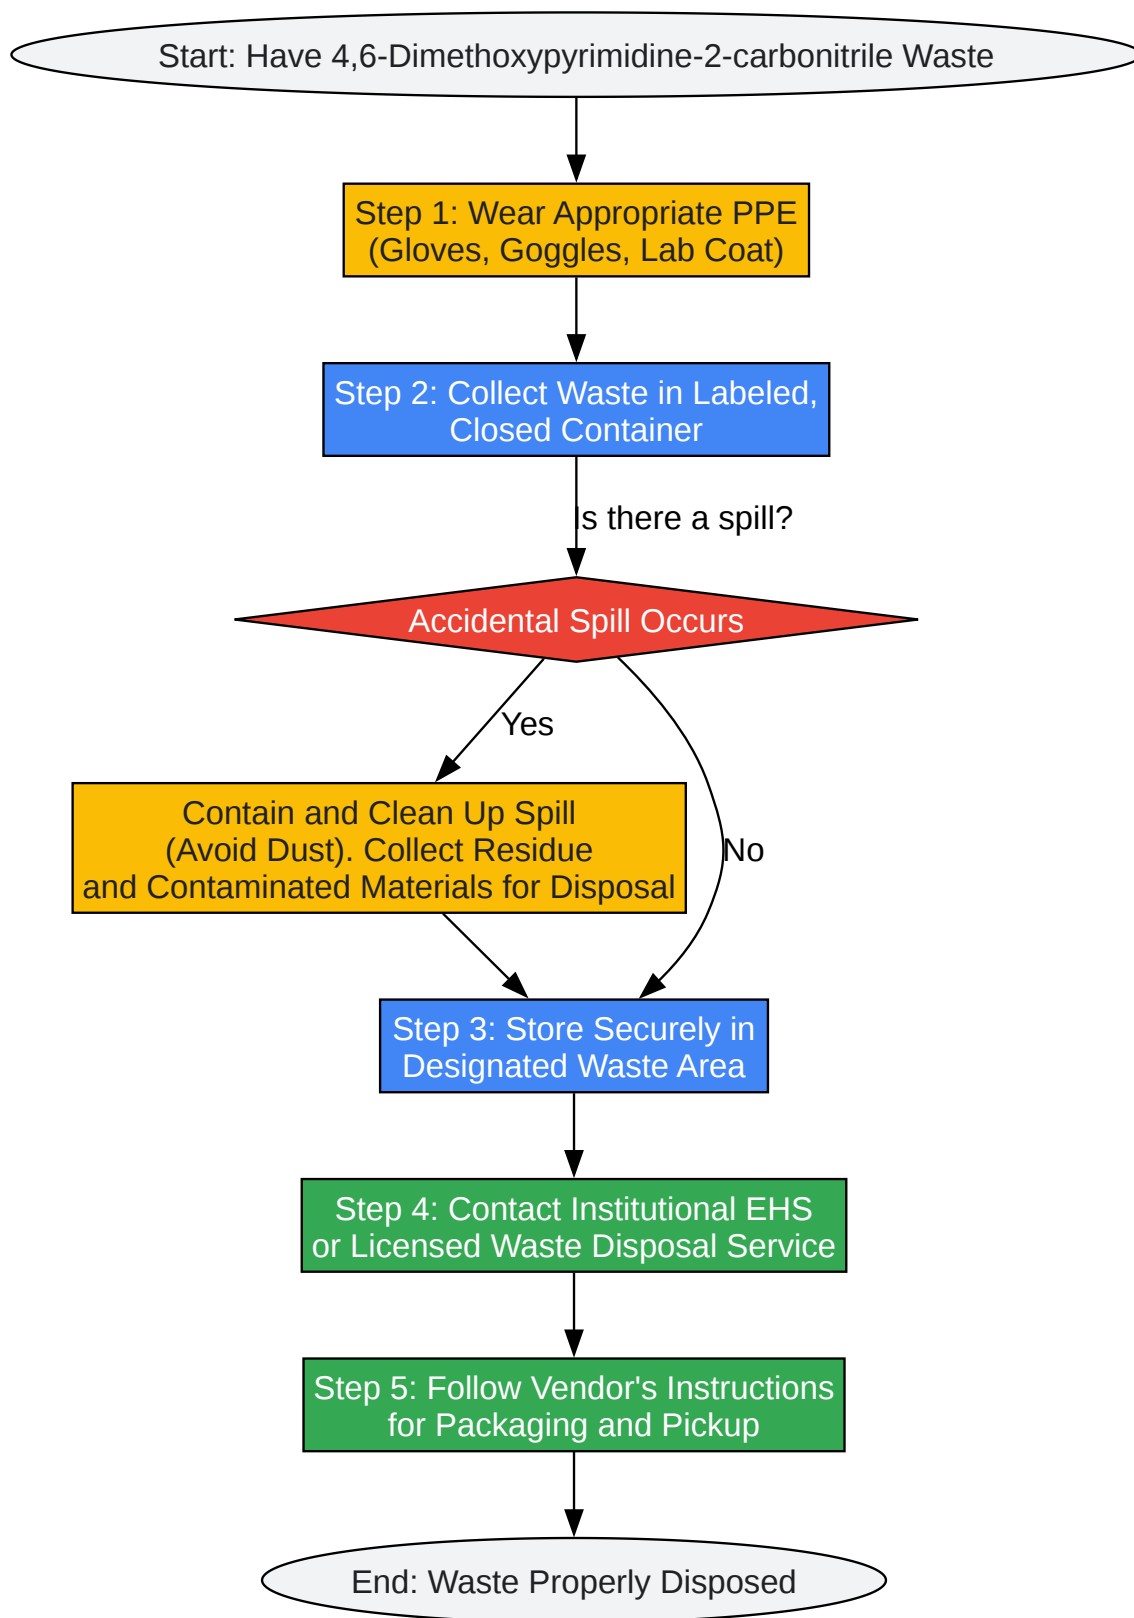 Start: Have 4,6-Dimethoxypyrimidine-2-carbonitrile Waste
Step 1: Wear Appropriate PPE
(Gloves, Goggles, Lab Coat)
Step 2: Collect Waste in Labeled,
Closed Container
Is there a spill?
Accidental Spill Occurs
Yes
Contain and Clean Up Spill
(Avoid Dust). Collect Residue
and Contaminated Materials for Disposal
No
Step 3: Store Securely in
Designated Waste Area
Step 4: Contact Institutional EHS
or Licensed Waste Disposal Service
Step 5: Follow Vendor's Instructions
for Packaging and Pickup
End: Waste Properly Disposed